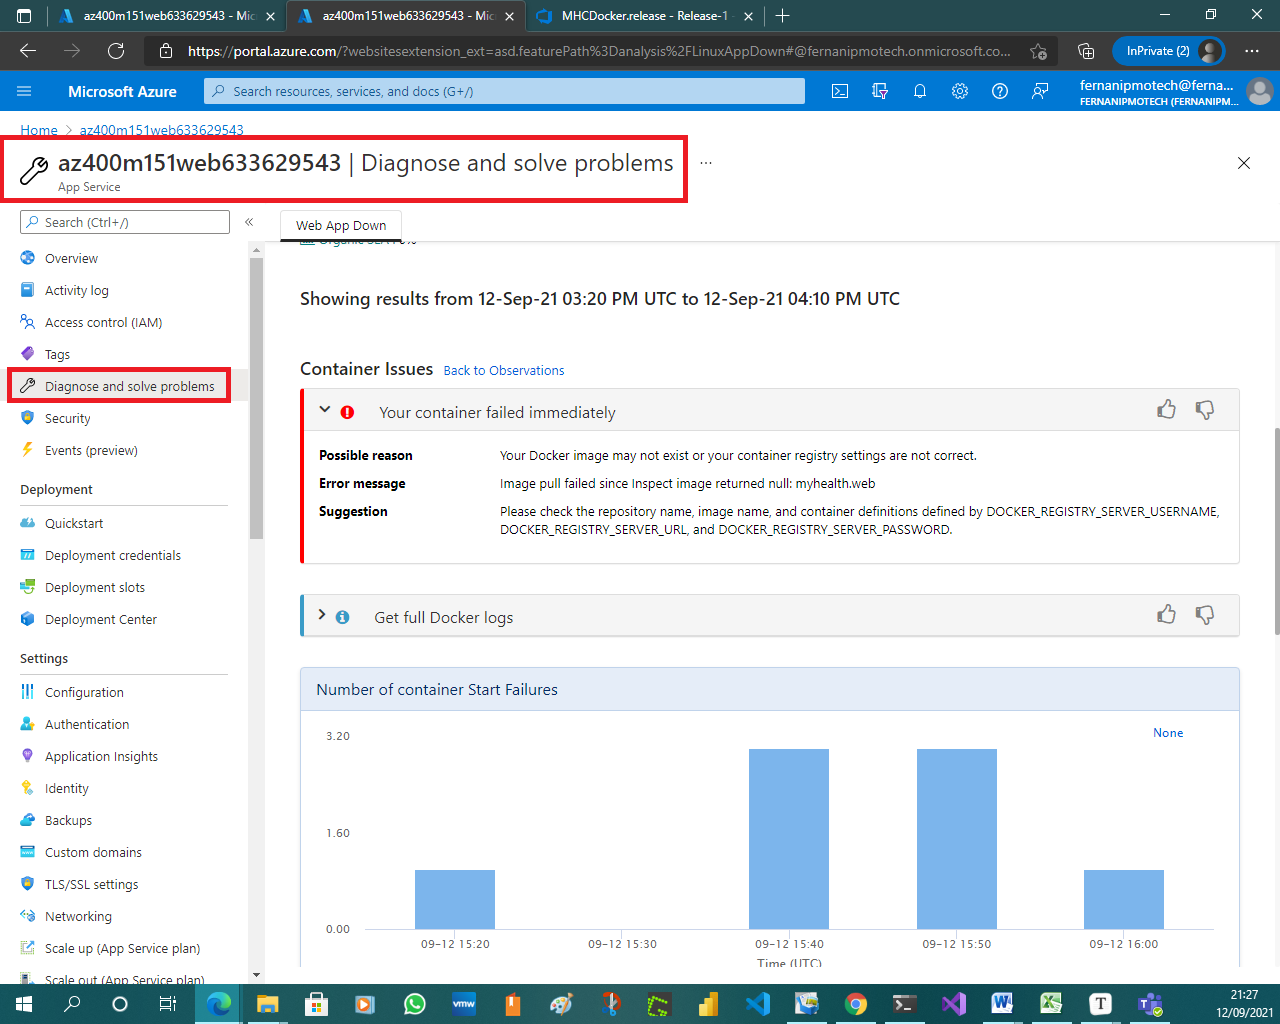 az400m151web633629543 - Mic
az400m151web633629543 - Mic
MHCDocker.release - Release-1 -
https://portal.azure.com/?websitesextension_ext=asd.featurePath%3Danalysis%2FLinuxAppDown#@fernanipmotech.onmicrosoft.co...
InPrivate (2)
Microsoft Azure
Search resources, services, and docs (G+/)
fernanipmotech@ferna...
FERNANIPMOTECH (FERNANIPM...
Home > az400m151web633629543
az400m151web633629543 | Diagnose and solve problems ...
App Service
Search (Ctrl+/)
Overview
Activity log
Access control (IAM)
Tags
Diagnose and solve problems
Security
Events (preview)
Deployment
Quickstart
Deployment credentials
Deployment slots
Deployment Center
Settings
Configuration
Authentication
Application Insights
Identity
Backups
Custom domains
TLS/SSL settings
Networking
Scale up (App Service plan)
Scale out (App Service plan)
Web App Down
Showing results from 12-Sep-21 03:20 PM UTC to 12-Sep-21 04:10 PM UTC
Container Issues Back to Observations
Your container failed immediately
Possible reason Your Docker image may not exist or your container registry settings are not correct.
Error message Image pull failed since Inspect image returned null: myhealth.web
Suggestion Please check the repository name, image name, and container definitions defined by DOCKER_REGISTRY_SERVER_USERNAME,
DOCKER_REGISTRY_SERVER_URL, and DOCKER_REGISTRY_SERVER_PASSWORD.
Get full Docker logs
Number of container Start Failures
None
3.20
1.60
0.00
09-12 15:20 09-12 15:30 09-12 15:40 09-12 15:50 09-12 16:00
Time (UTC)
vmw
21:27
12/09/2021